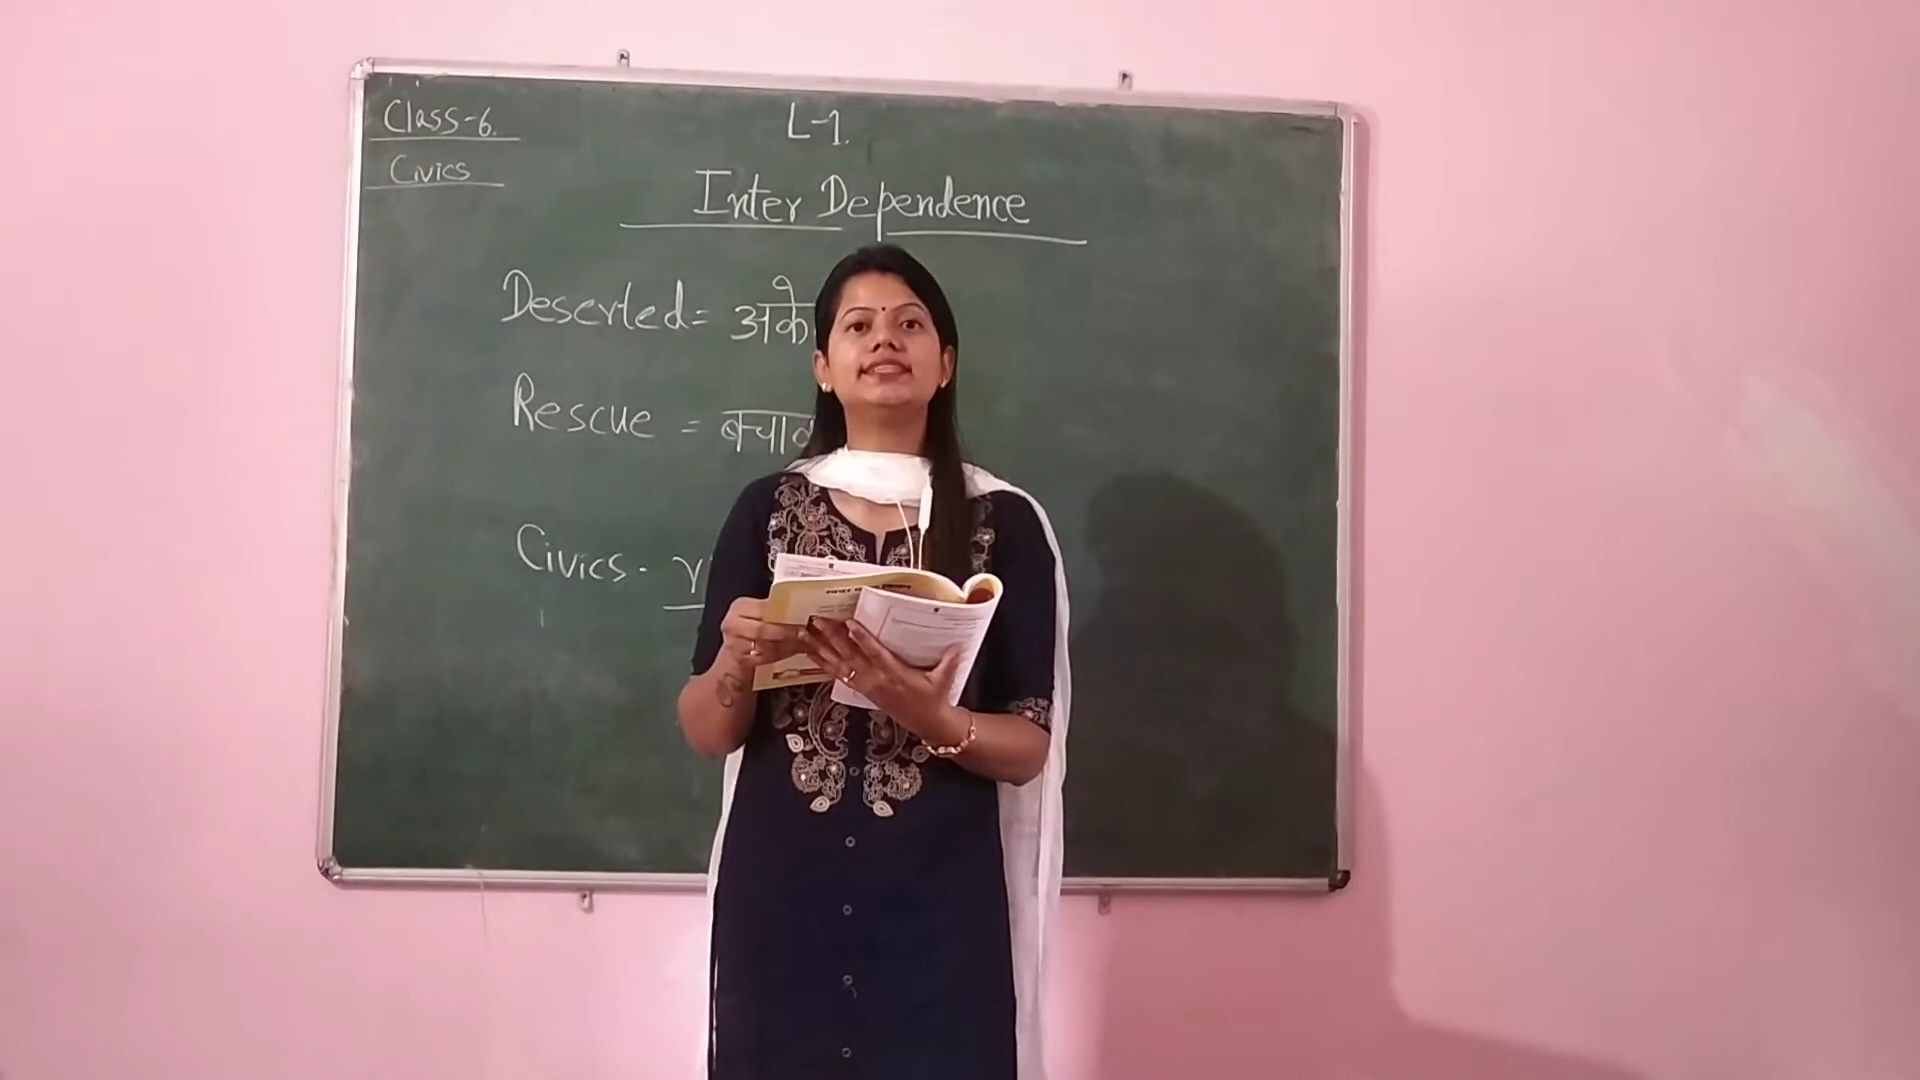 Class-6.
Civics
L-1.
Inter Dependence
Deserted= अके
Rescue = बचाव
Civics.